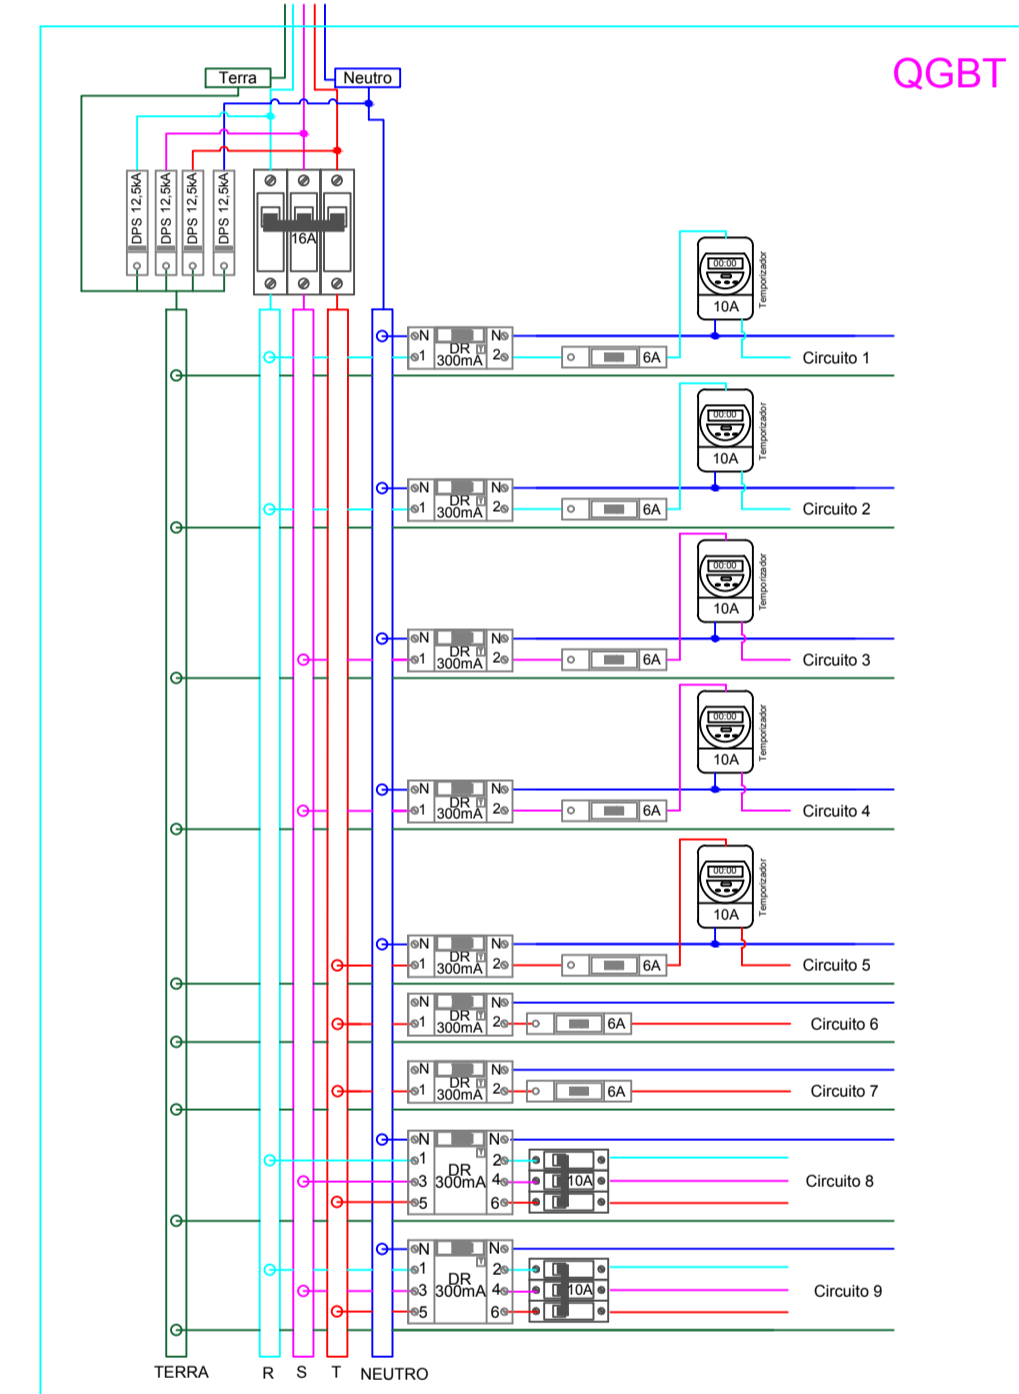 QGBT
Terra
Neutro
DPS 12,5kA
DPS 12,5kA
DPS 12,5kA
DPS 12,5kA
16A
00:00
10A
Temporizador
N
N
1
DR
T
300mA
2
6A
Circuito 1
00:00
10A
Temporizador
N
N
1
DR
T
300mA
2
6A
Circuito 2
00:00
10A
Temporizador
N
N
1
DR
T
300mA
2
6A
Circuito 3
00:00
10A
Temporizador
N
N
1
DR
T
300mA
2
6A
Circuito 4
00:00
10A
Temporizador
N
N
1
DR
T
300mA
2
6A
Circuito 5
N
N
1
DR
T
300mA
2
6A
Circuito 6
N
N
1
DR
T
300mA
2
6A
Circuito 7
N
N
T
1
2
DR
3
300mA
4
10A
Circuito 8
5
6
N
N
T
1
2
DR
3
300mA
4
10A
Circuito 9
5
6
TERRA
R
S
T
NEUTRO